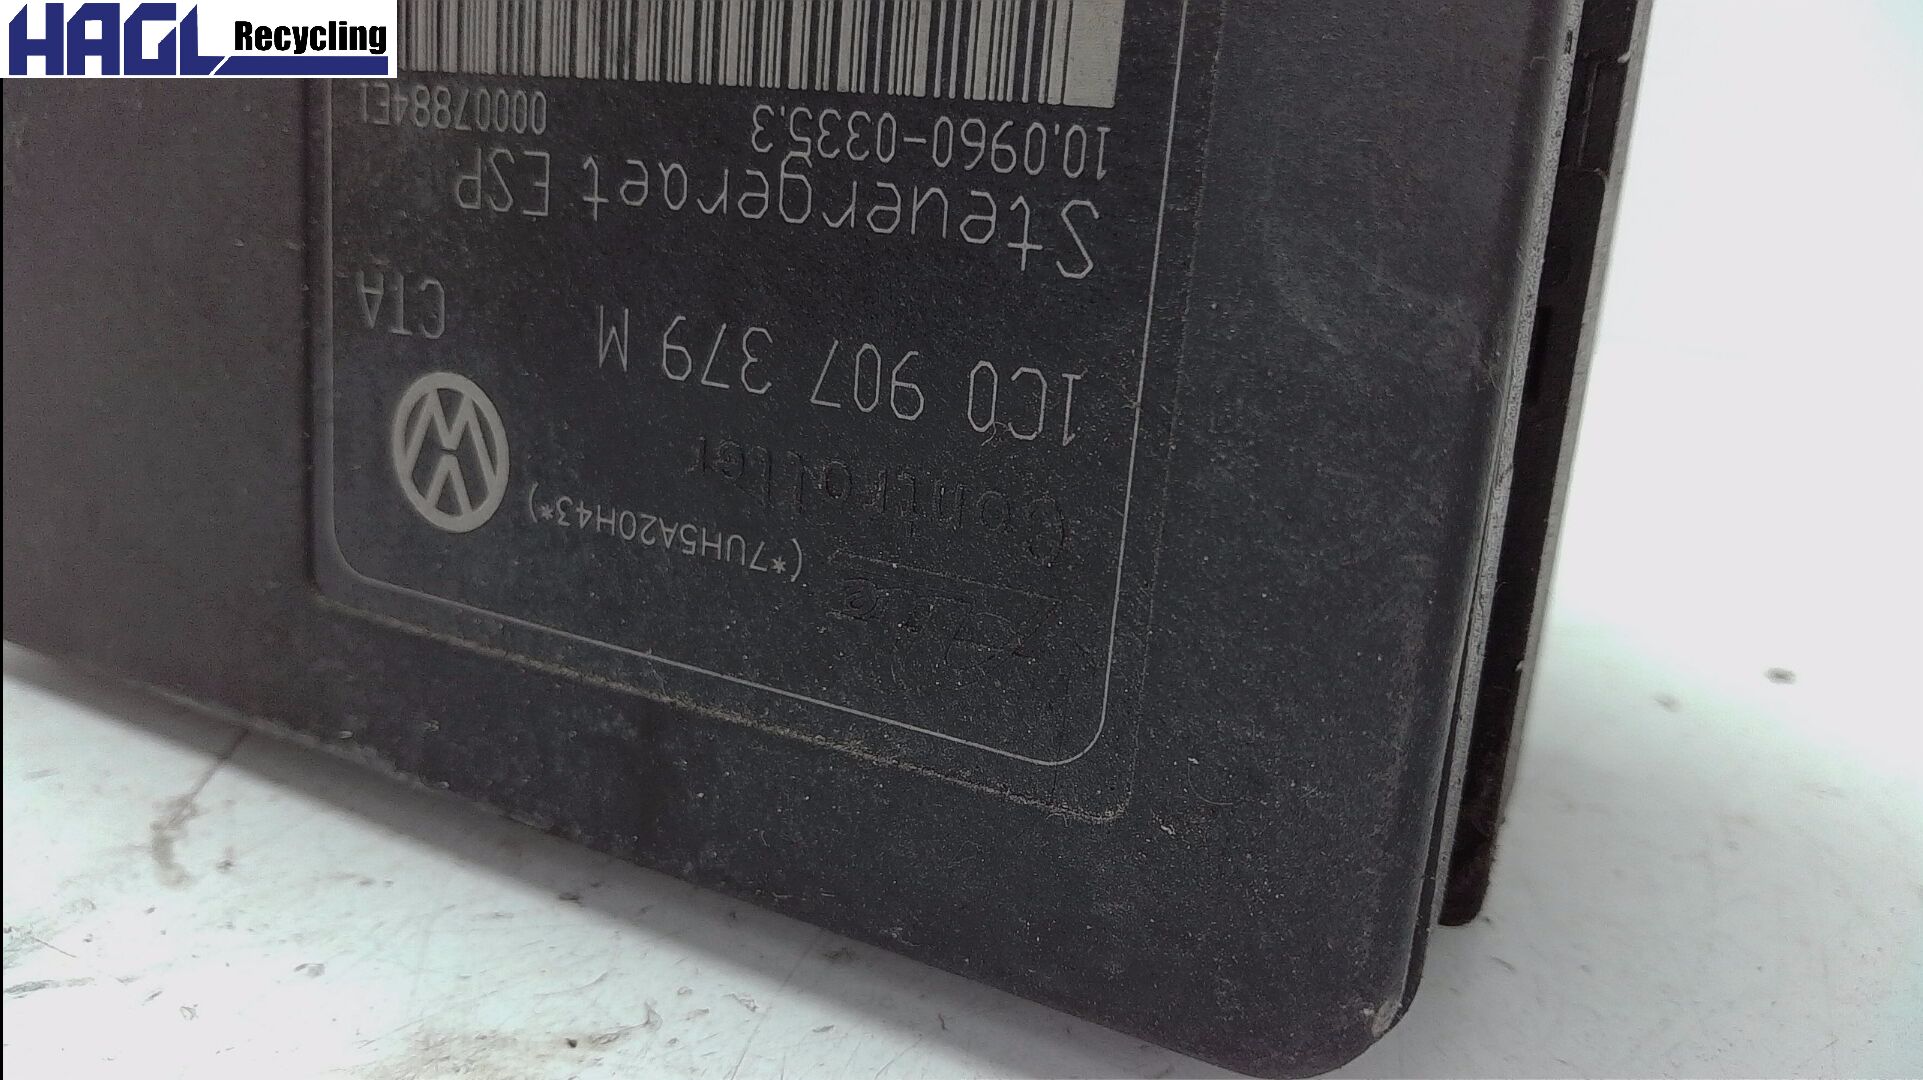 HAGL Recycling
(*7UH5A20H43*)
Controller
1C0 907 379 M
CTA
Steuergeraet ESP
10.0960-0335.3
00007884E1